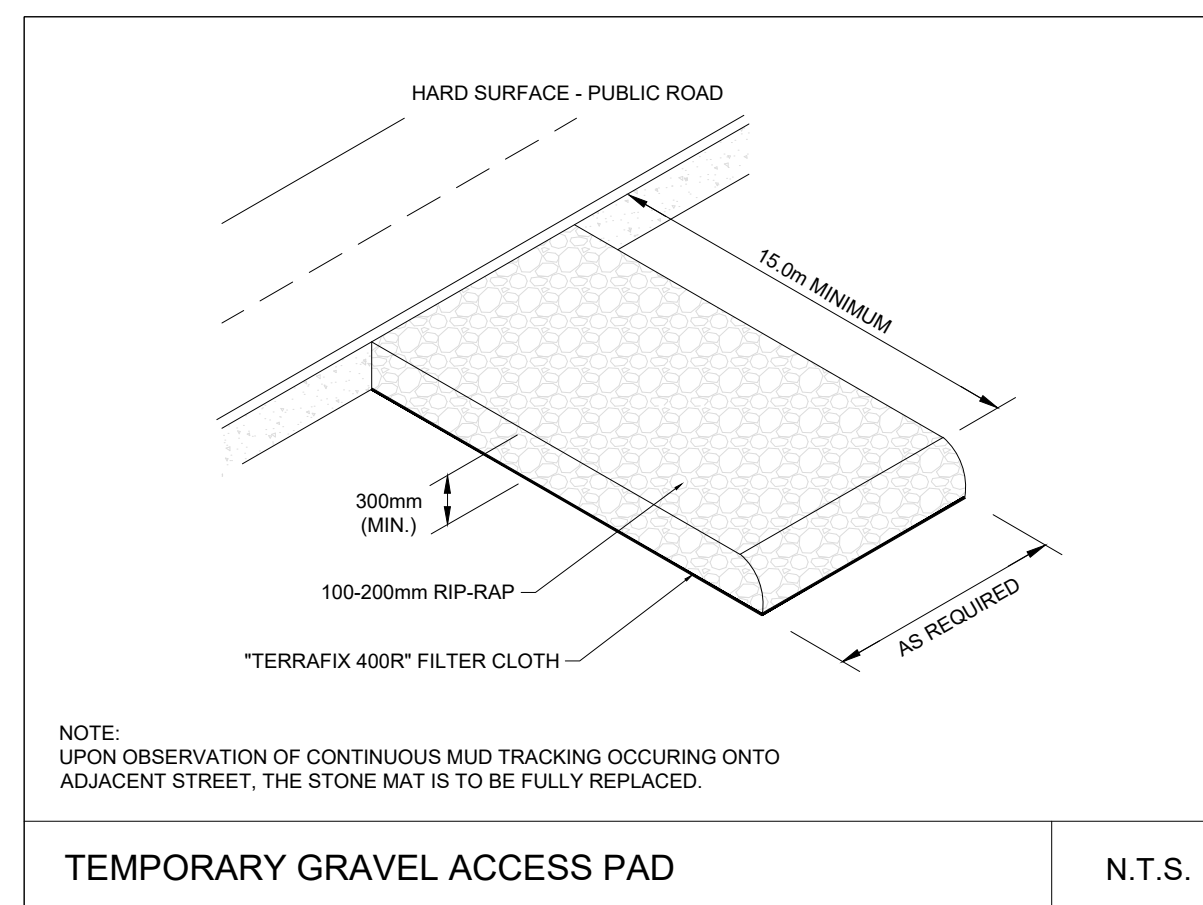 HARD SURFACE - PUBLIC ROAD
15.0m MINIMUM
300mm
(MIN.)
100-200mm RIP-RAP
AS REQUIRED
"TERRAFIX 400R" FILTER CLOTH
NOTE:
UPON OBSERVATION OF CONTINUOUS MUD TRACKING OCCURING ONTO
ADJACENT STREET, THE STONE MAT IS TO BE FULLY REPLACED.
TEMPORARY GRAVEL ACCESS PAD
N.T.S.